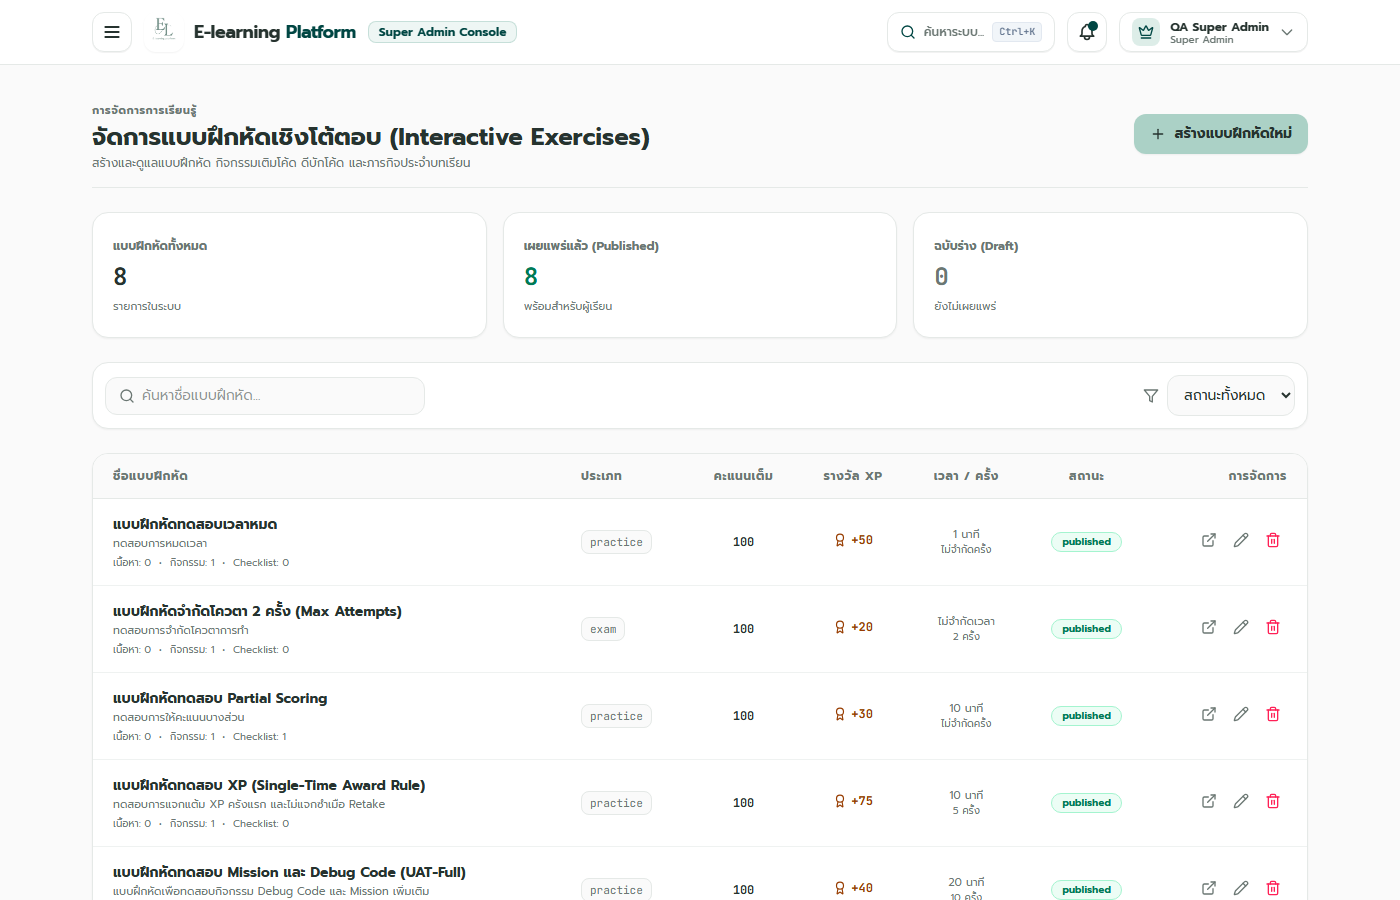 EL
E-learning Platform
Super Admin Console
ค้นหาระบบ...
Ctrl+K
QA Super Admin
Super Admin
การจัดการการเรียนรู้
จัดการแบบฝึกหัดเชิงโต้ตอบ (Interactive Exercises)
สร้างและดูแลแบบฝึกหัด กิจกรรมเติมโค้ด ดีบักโค้ด และภารกิจประจำบทเรียน
+ สร้างแบบฝึกหัดใหม่
แบบฝึกหัดทั้งหมด
8
รายการในระบบ
เผยแพร่แล้ว (Published)
8
พร้อมสำหรับผู้เรียน
ฉบับร่าง (Draft)
0
ยังไม่เผยแพร่
ค้นหาชื่อแบบฝึกหัด...
สถานะทั้งหมด
ชื่อแบบฝึกหัด ประเภท คะแนนเต็ม รางวัล XP เวลา / ครั้ง สถานะ การจัดการ
แบบฝึกหัดทดสอบเวลาหมด
ทดสอบการหมดเวลา
เนื้อหา: 0 • กิจกรรม: 1 • Checklist: 0
practice
100
+50
1 นาที
ไม่จำกัดครั้ง
published
แบบฝึกหัดจำกัดโควตา 2 ครั้ง (Max Attempts)
ทดสอบการจำกัดโควตาการทำ
เนื้อหา: 0 • กิจกรรม: 1 • Checklist: 0
exam
100
+20
ไม่จำกัดเวลา
2 ครั้ง
published
แบบฝึกหัดทดสอบ Partial Scoring
ทดสอบการให้คะแนนบางส่วน
เนื้อหา: 0 • กิจกรรม: 1 • Checklist: 1
practice
100
+30
10 นาที
ไม่จำกัดครั้ง
published
แบบฝึกหัดทดสอบ XP (Single-Time Award Rule)
ทดสอบการแจกแต้ม XP ครั้งแรก และไม่แจกซ้ำเมื่อ Retake
เนื้อหา: 0 • กิจกรรม: 1 • Checklist: 0
practice
100
+75
10 นาที
5 ครั้ง
published
แบบฝึกหัดทดสอบ Mission และ Debug Code (UAT-Full)
แบบฝึกหัดเพื่อทดสอบกิจกรรม Debug Code และ Mission เพิ่มเติม
practice
100
+40
20 นาที
10 ครั้ง
published